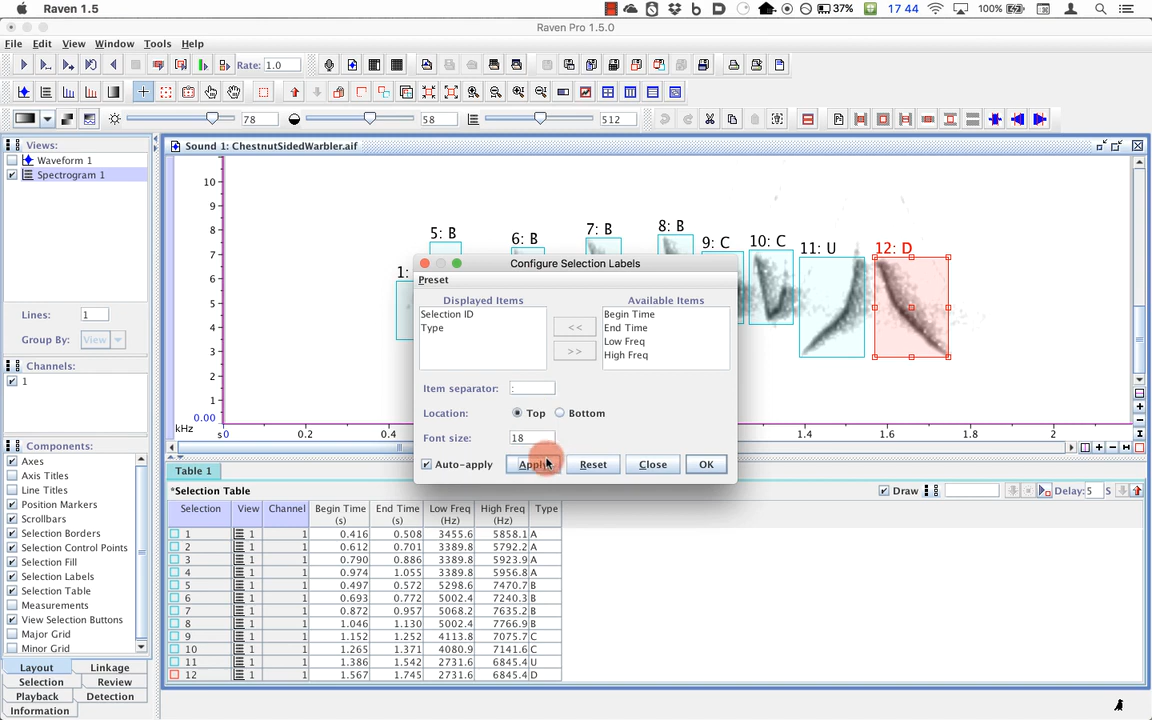 Raven 1.5
37%
17 44
100%
Raven Pro 1.5.0
File Edit View Window Tools Help
Rate: 1.0
78
58
512
Views:
Waveform 1
Spectrogram 1
Lines: 1
Group By: View
Channels:
1
Components:
Axes
Axis Titles
Line Titles
Position Markers
Scrollbars
Selection Borders
Selection Control Points
Selection Fill
Selection Labels
Selection Table
Measurements
View Selection Buttons
Major Grid
Minor Grid
Layout Linkage
Selection Review
Playback Detection
Information
Sound 1: ChestnutSidedWarbler.aif
10
9
8
7
6
5
4
3
2
1
0.00
kHz
s0 0.2 0.4 1.4 1.6 1.8 2
1:
5: B
6: B
7: B
8: B
9: C
10: C
11: U
12: D
Configure Selection Labels
Preset
Displayed Items Available Items
Selection ID
Type
<<
>>
Begin Time
End Time
Low Freq
High Freq
Item separator: :
Location: Top Bottom
Font size: 18
Auto-apply Apply Reset Close OK
Table 1
*Selection Table
Draw
Delay: 5 S
Selection View Channel Begin Time (s) End Time (s) Low Freq (Hz) High Freq (Hz) Type
1 1 1 0.416 0.508 3455.6 5858.1 A
2 1 1 0.612 0.701 3389.8 5792.2 A
3 1 1 0.790 0.886 3389.8 5923.9 A
4 1 1 0.974 1.055 3389.8 5956.8 A
5 1 1 0.497 0.572 5298.6 7470.7 B
6 1 1 0.693 0.772 5002.4 7240.3 B
7 1 1 0.872 0.957 5068.2 7635.2 B
8 1 1 1.046 1.130 5002.4 7766.9 B
9 1 1 1.152 1.252 4113.8 7075.7 C
10 1 1 1.265 1.371 4080.9 7141.6 C
11 1 1 1.386 1.542 2731.6 6845.4 U
12 1 1 1.567 1.745 2731.6 6845.4 D